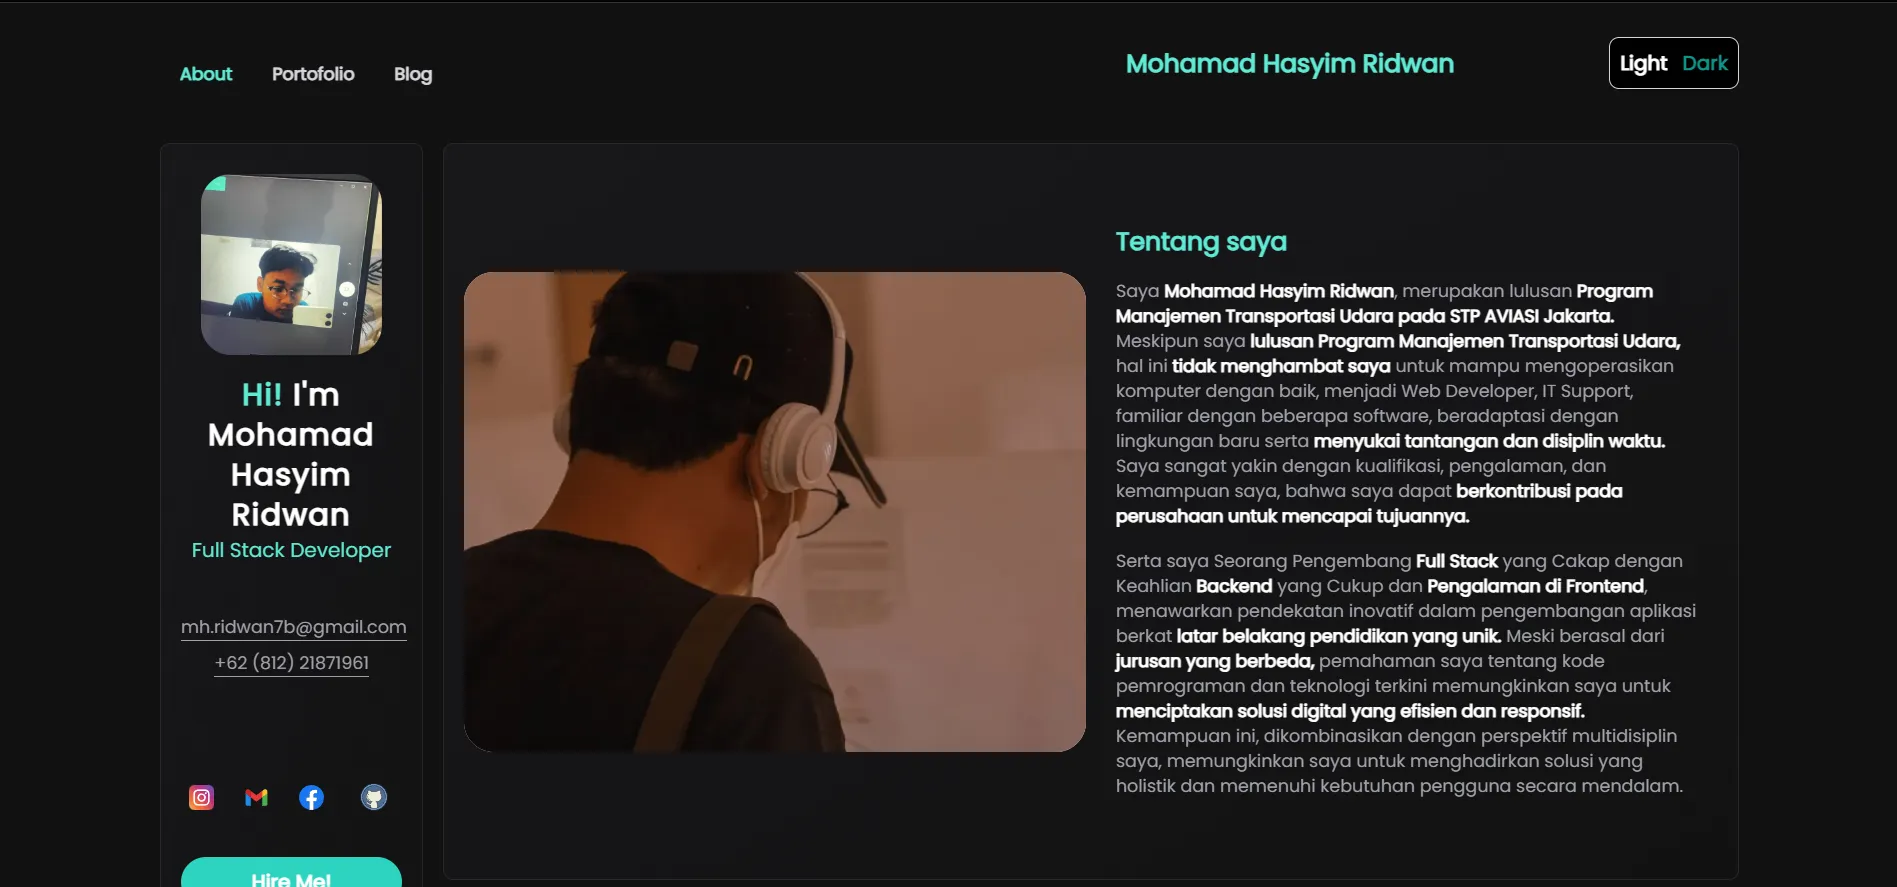 About Portofolio Blog
Mohamad Hasyim Ridwan
Light Dark
Hi! I'm
Mohamad
Hasyim
Ridwan
Full Stack Developer
mh.ridwan7b@gmail.com
+62 (812) 21871961
Hire Me!
Tentang saya
Saya Mohamad Hasyim Ridwan, merupakan lulusan Program
Manajemen Transportasi Udara pada STP AVIASI Jakarta.
Meskipun saya lulusan Program Manajemen Transportasi Udara,
hal ini tidak menghambat saya untuk mampu mengoperasikan
komputer dengan baik, menjadi Web Developer, IT Support,
familiar dengan beberapa software, beradaptasi dengan
lingkungan baru serta menyukai tantangan dan disiplin waktu.
Saya sangat yakin dengan kualifikasi, pengalaman, dan
kemampuan saya, bahwa saya dapat berkontribusi pada
perusahaan untuk mencapai tujuannya.
Serta saya Seorang Pengembang Full Stack yang Cakap dengan
Keahlian Backend yang Cukup dan Pengalaman di Frontend,
menawarkan pendekatan inovatif dalam pengembangan aplikasi
berkat latar belakang pendidikan yang unik. Meski berasal dari
jurusan yang berbeda, pemahaman saya tentang kode
pemrograman dan teknologi terkini memungkinkan saya untuk
menciptakan solusi digital yang efisien dan responsif.
Kemampuan ini, dikombinasikan dengan perspektif multidisiplin
saya, memungkinkan saya untuk menghadirkan solusi yang
holistik dan memenuhi kebutuhan pengguna secara mendalam.